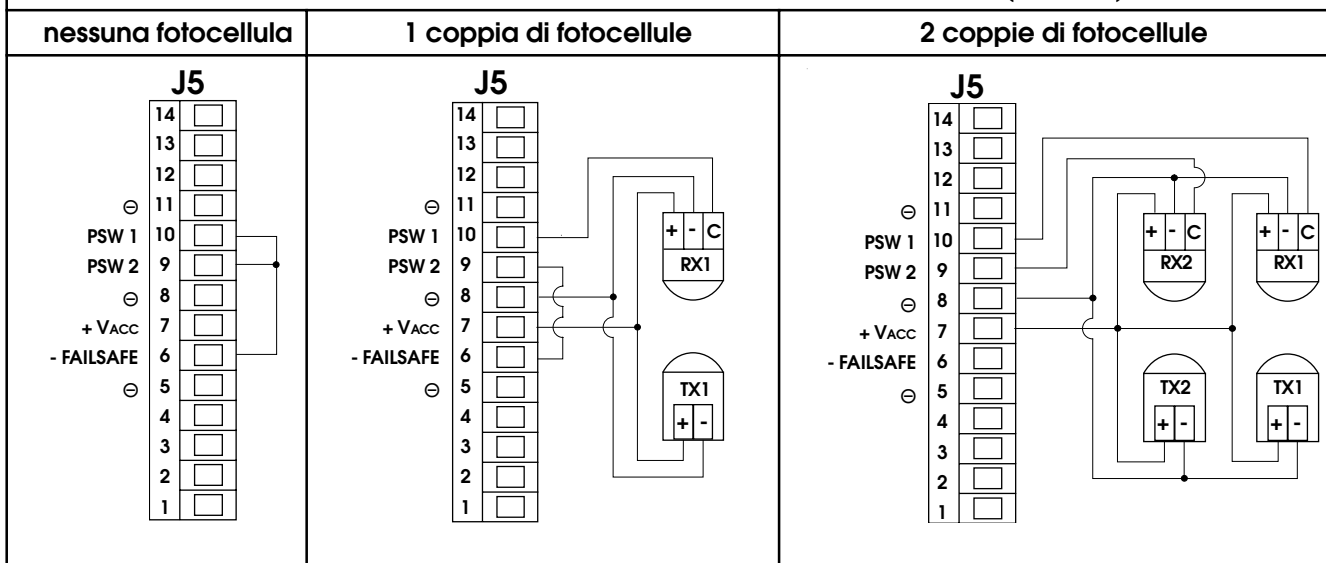 nessuna fotocellula
1 coppia di fotocellule
2 coppie di fotocellule
J5
14
13
12
⊖ 11
PSW 1 10
PSW 2 9
⊖ 8
+ VACC 7
- FAILSAFE 6
⊖ 5
4
3
2
1
J5
14
13
12
⊖ 11
PSW 1 10
PSW 2 9
⊖ 8
+ VACC 7
- FAILSAFE 6
⊖ 5
4
3
2
1
+ - C
RX1
TX1
+ -
J5
14
13
12
⊖ 11
PSW 1 10
PSW 2 9
⊖ 8
+ VACC 7
- FAILSAFE 6
⊖ 5
4
3
2
1
+ - C
RX2
+ - C
RX1
TX2
+ -
TX1
+ -